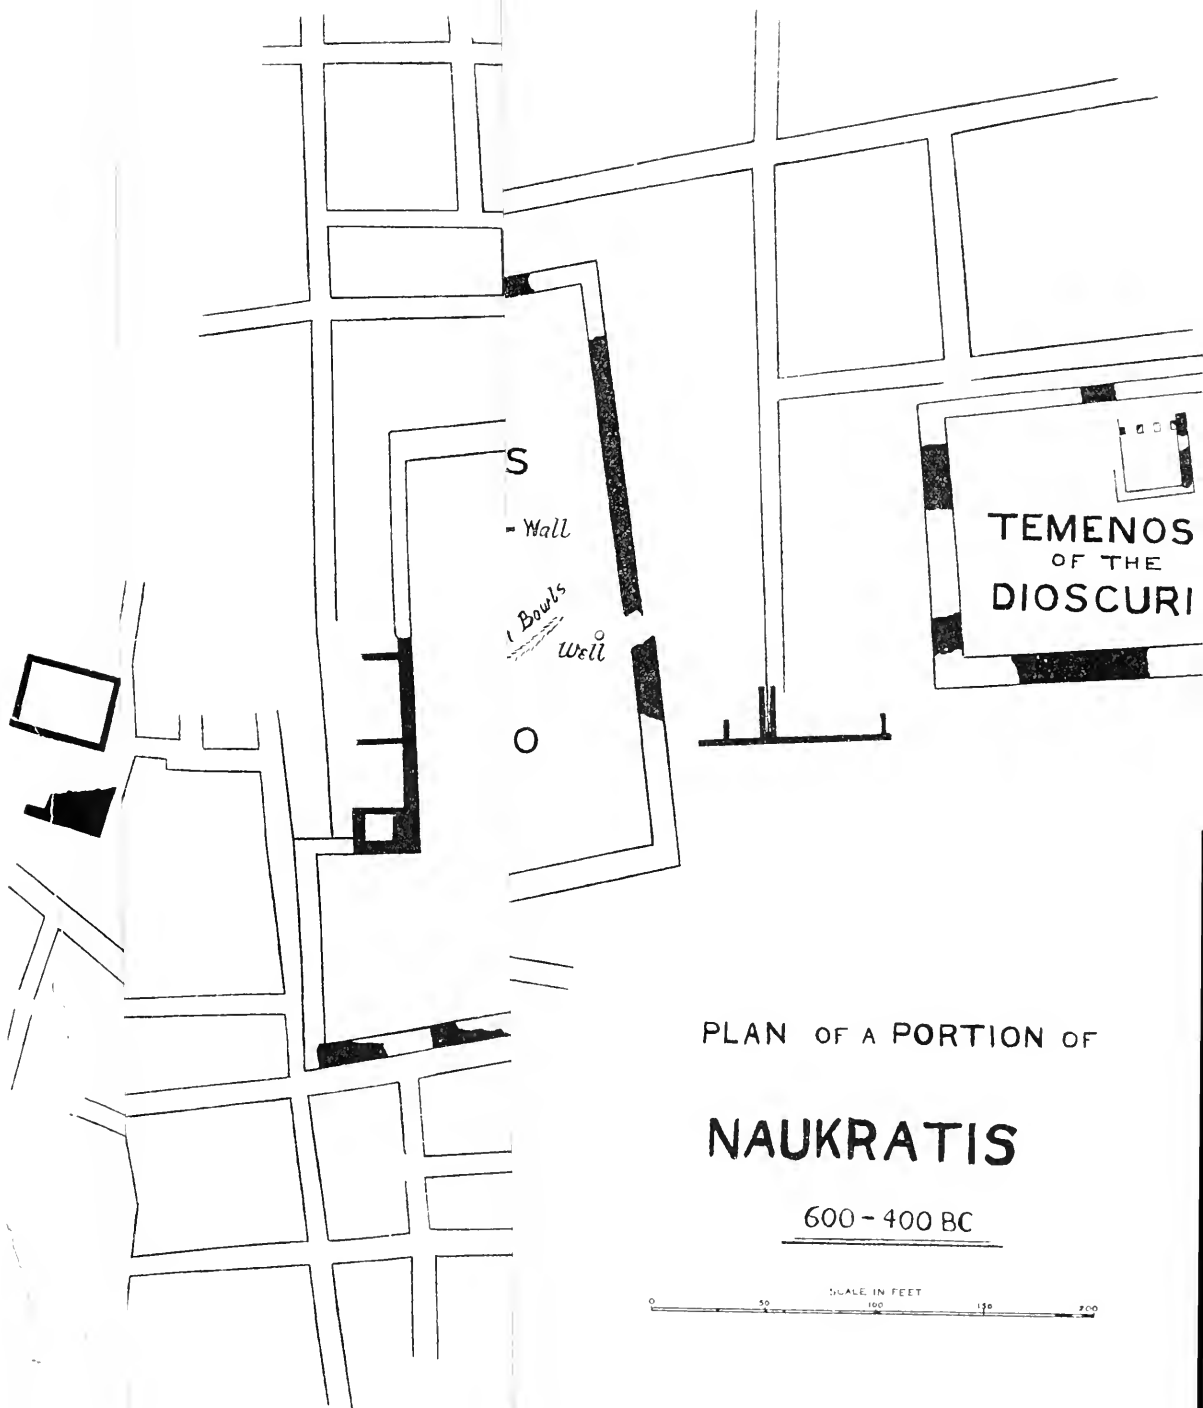 S
Wall
Bowls
Well
O
TEMENOS
OF THE
DIOSCURI
PLAN OF A PORTION OF
NAUKRATIS
600-400 BC
SCALE IN FEET
0 50 100 150 200